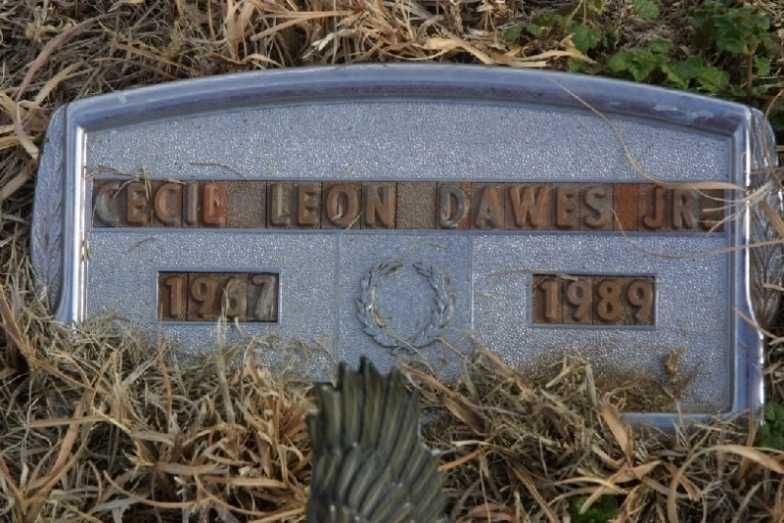 CECIL LEON DAWES JR
1967 1989